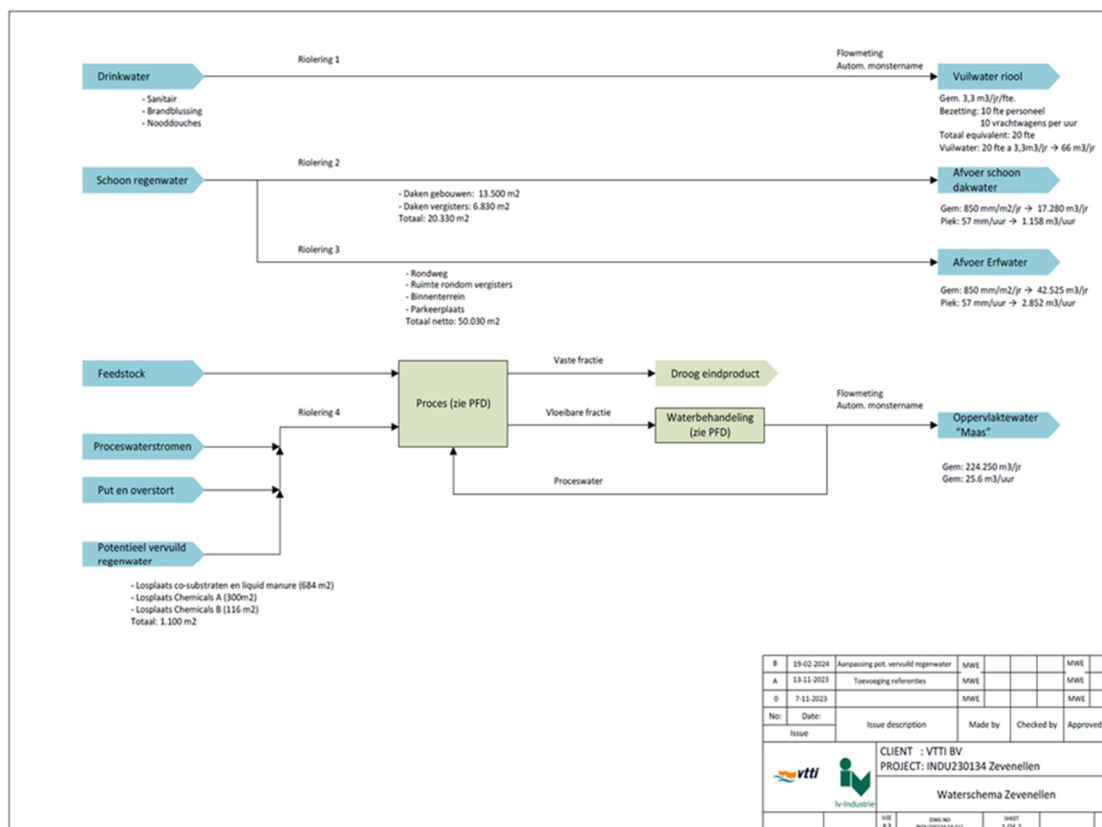 Riolering 1
Flowmeting
Autom. monstername
Drinkwater
Vuilwater riool
- Sanitair
- Brandblussing
- Nooddouches
Gem. 3,3 m3/jr/fte.
Bezetting: 10 fte personeel
10 vrachtwagens per uur
Totaal equivalent: 20 fte
Vuilwater: 20 fte a 3,3m3/jr → 66 m3/jr
Riolering 2
Schoon regenwater
Afvoer schoon
dakwater
- Daken gebouwen: 13.500 m2
- Daken vergisters: 6.830 m2
Totaal: 20.330 m2
Gem: 850 mm/m2/jr → 17.280 m3/jr
Piek: 57 mm/uur → 1.158 m3/uur
Riolering 3
Afvoer Erfwater
- Rondweg
- Ruimte rondom vergisters
- Binnenterrein
- Parkeerplaats
Totaal netto: 50.030 m2
Gem: 850 mm/m2/jr → 42.525 m3/jr
Piek: 57 mm/uur → 2.852 m3/uur
Feedstock
Proces (zie PFD)
Vaste fractie
Droog eindproduct
Riolering 4
Vloeibare fractie
Waterbehandeling
(zie PFD)
Flowmeting
Autom. monstername
Oppervlaktewater
"Maas"
Proceswaterstromen
Gem: 224.250 m3/jr
Gem: 25.6 m3/uur
Put en overstort
Proceswater
Potentieel vervuild
regenwater
- Losplaats co-substraten en liquid manure (684 m2)
- Losplaats Chemicals A (300m2)
- Losplaats Chemicals B (116 m2)
Totaal: 1.100 m2
B 19-02-2024 Aanpassing pot. vervuild regenwater MWE MWE
A 13-11-2023 Toevoeging referenties MWE MWE
0 7-11-2023 MWE MWE
No: Date: Issue description Made by Checked by Approved
Issue
vtti
Iv-Industrie
CLIENT : VTTI BV
PROJECT: INDU230134 Zevenellen
Waterschema Zevenellen
SIZE DWG NO SHEET
A3 1 OF 2